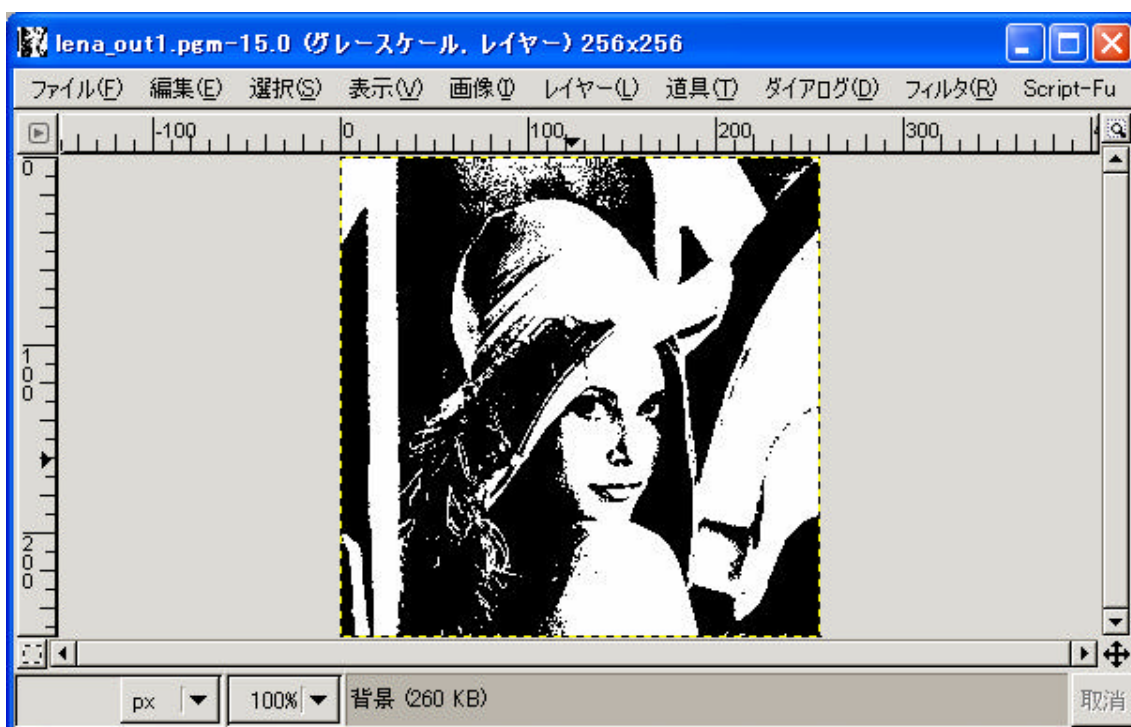 lena_out1.pgm-15.0 (グレースケール, レイヤー) 256x256
ファイル(F) 編集(E) 選択(S) 表示(V) 画像(I) レイヤー(L) 道具(T) ダイアログ(D) フィルタ(R) Script-Fu
-100 0 100 200 300
0
100
200
px 100% 背景 (260 KB) 取消